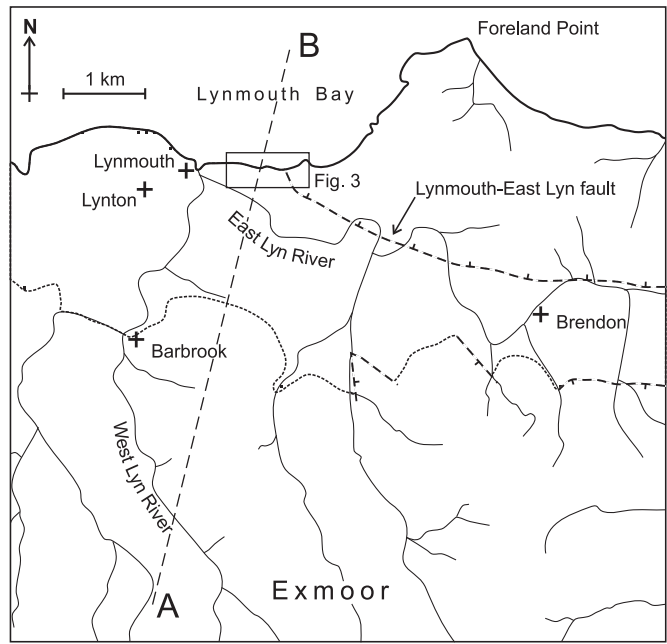 N
1 km
Foreland Point
B
Lynmouth Bay
Lynmouth
Lynton
Fig. 3
Lynmouth-East Lyn fault
East Lyn River
Brendon
Barbrook
West Lyn River
A
Exmoor